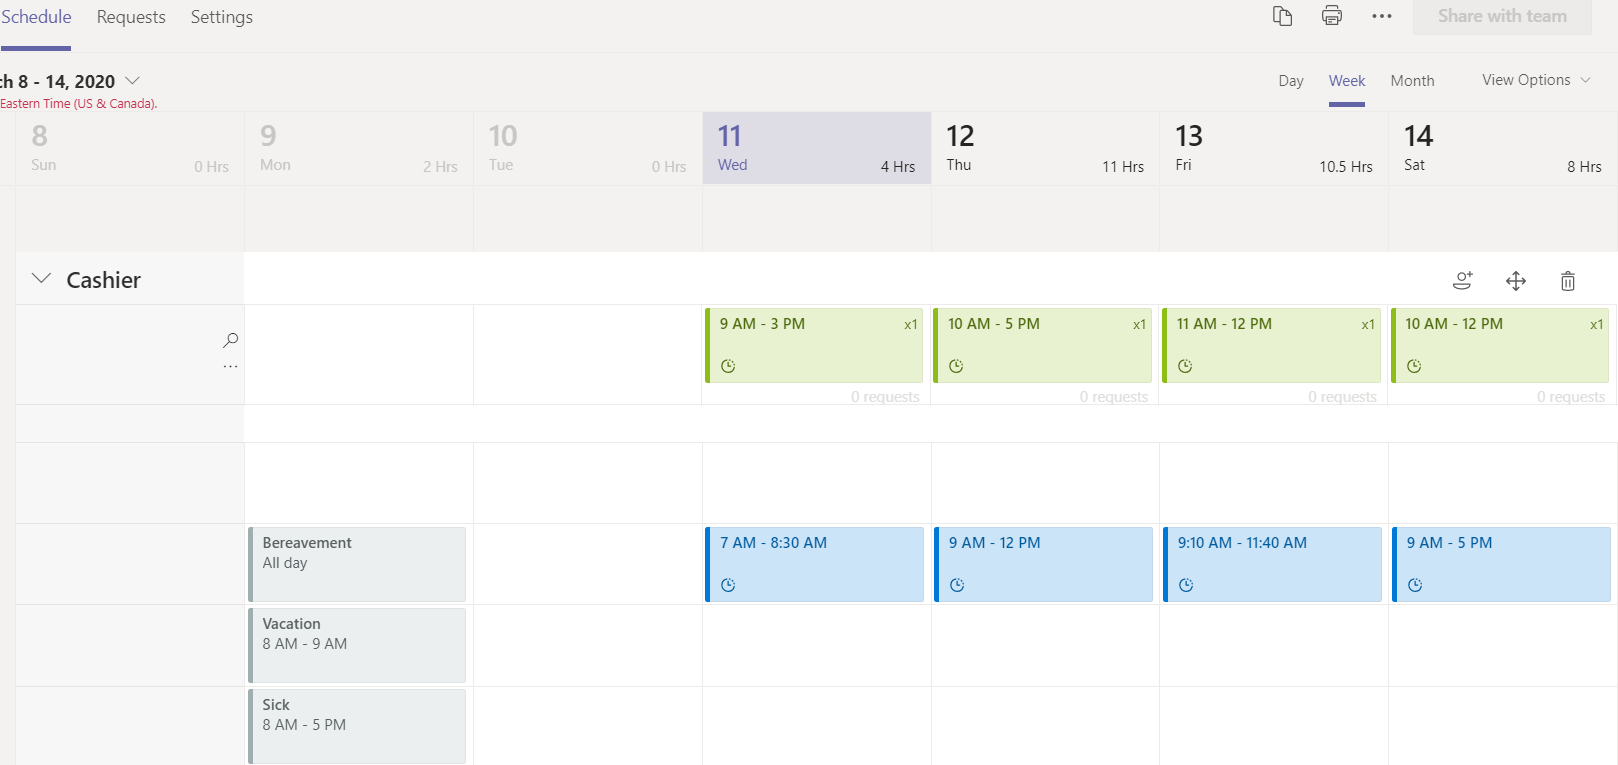 Schedule Requests Settings Share with team
ch 8 - 14, 2020 Day Week Month View Options
Eastern Time (US & Canada).
8 9 10 11 12 13 14
Sun 0 Hrs Mon 2 Hrs Tue 0 Hrs Wed 4 Hrs Thu 11 Hrs Fri 10.5 Hrs Sat 8 Hrs
Cashier
9 AM - 3 PM x1 10 AM - 5 PM x1 11 AM - 12 PM x1 10 AM - 12 PM x1
0 requests 0 requests 0 requests 0 requests
Bereavement 7 AM - 8:30 AM 9 AM - 12 PM 9:10 AM - 11:40 AM 9 AM - 5 PM
All day
Vacation
8 AM - 9 AM
Sick
8 AM - 5 PM